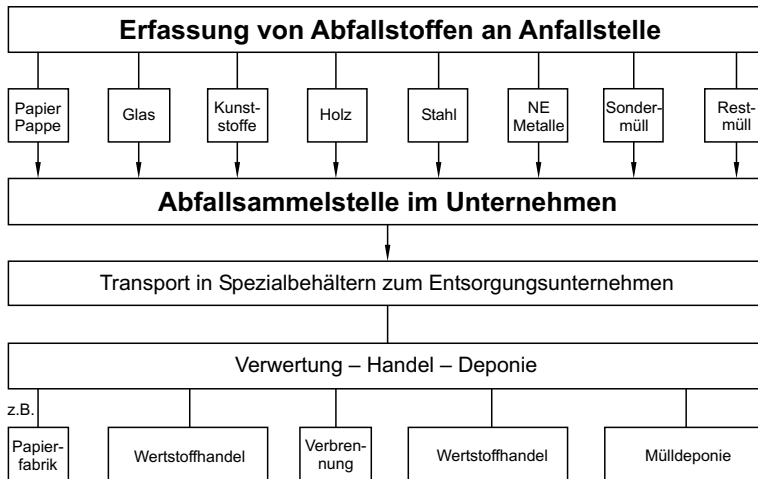 Erfassung von Abfallstoffen an Anfallstelle
Papier
Pappe
Glas
Kunst-
stoffe
Holz
Stahl
NE
Metalle
Sonder-
müll
Rest-
müll
Abfallsammelstelle im Unternehmen
Transport in Spezialbehältern zum Entsorgungsunternehmen
Verwertung – Handel – Deponie
z.B.
Papier-
fabrik
Wertstoffhandel
Verbren-
nung
Wertstoffhandel
Mülldeponie